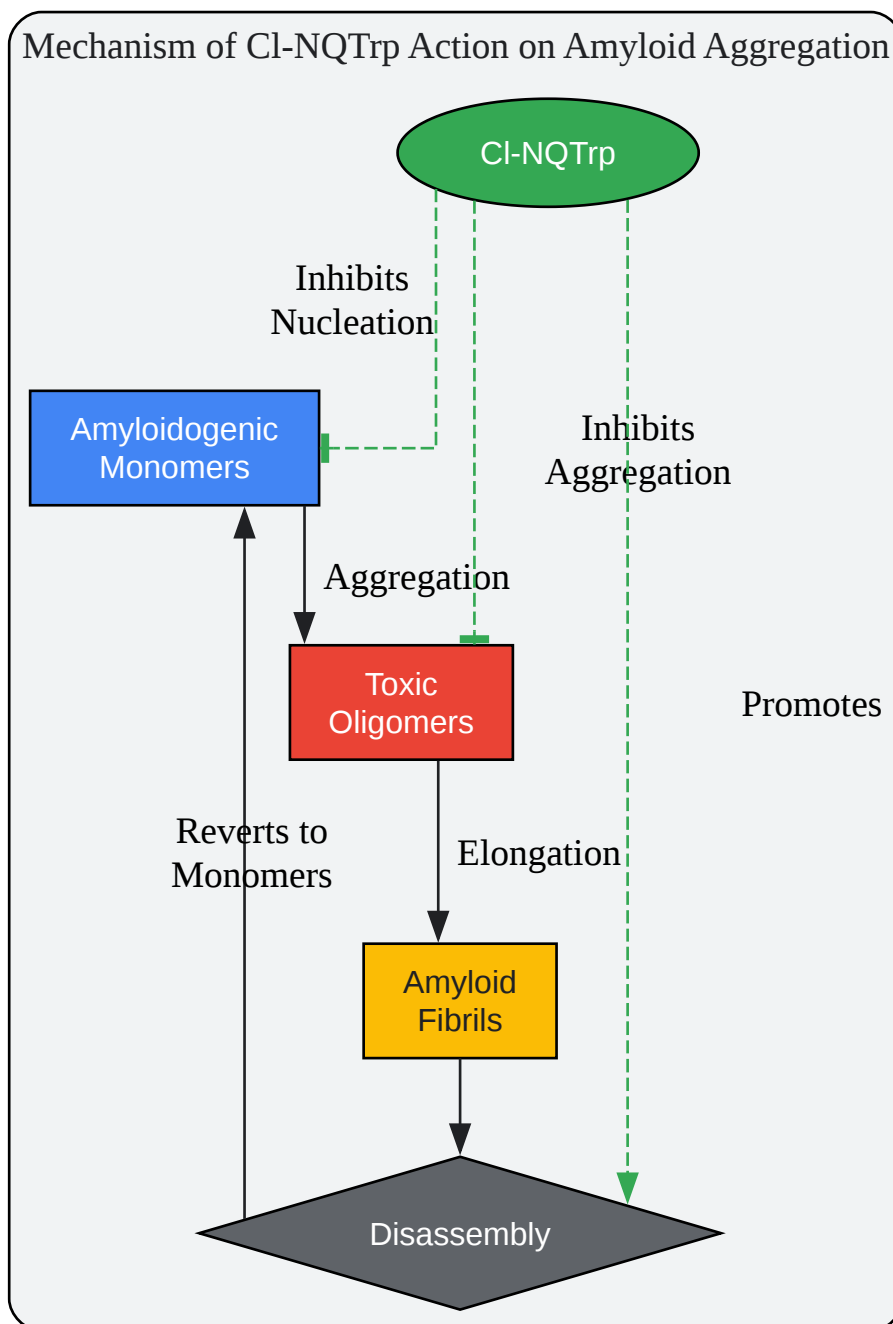 Mechanism of Cl-NQTrp Action on Amyloid Aggregation
Cl-NQTrp
Inhibits
Nucleation
Amyloidogenic
Monomers
Inhibits
Aggregation
Aggregation
Toxic
Oligomers
Promotes
Reverts to
Monomers
Elongation
Amyloid
Fibrils
Disassembly